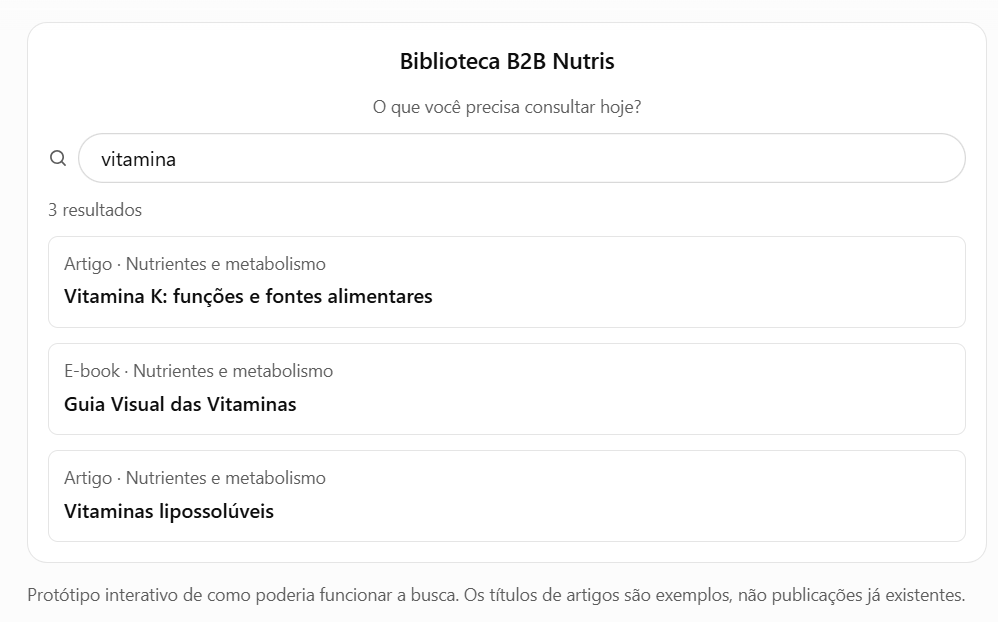 Biblioteca B2B Nutris
O que você precisa consultar hoje?
vitamina
3 resultados
Artigo · Nutrientes e metabolismo
Vitamina K: funções e fontes alimentares
E-book · Nutrientes e metabolismo
Guia Visual das Vitaminas
Artigo · Nutrientes e metabolismo
Vitaminas lipossolúveis
Protótipo interativo de como poderia funcionar a busca. Os títulos de artigos são exemplos, não publicações já existentes.